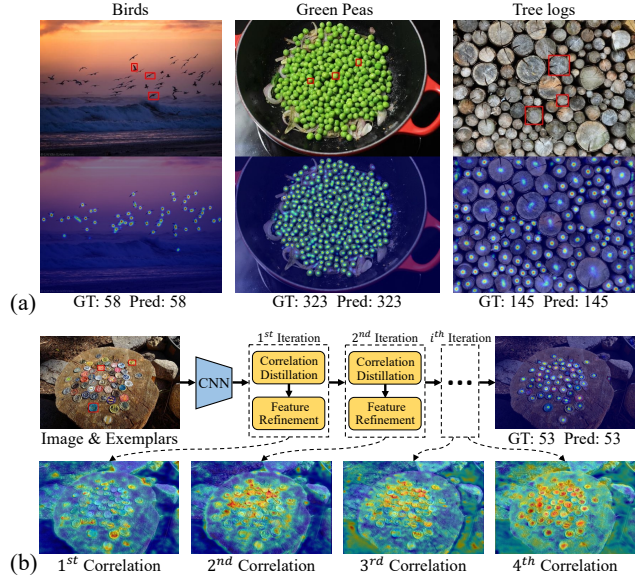 Birds
Green Peas
Tree logs
(a)
GT: 58 Pred: 58
GT: 323 Pred: 323
GT: 145 Pred: 145
1st Iteration
2nd Iteration
ith Iteration
CNN
Correlation
Distillation
Feature
Refinement
Correlation
Distillation
Feature
Refinement
...
Image & Exemplars
GT: 53 Pred: 53
(b)
1st Correlation
2nd Correlation
3rd Correlation
4th Correlation